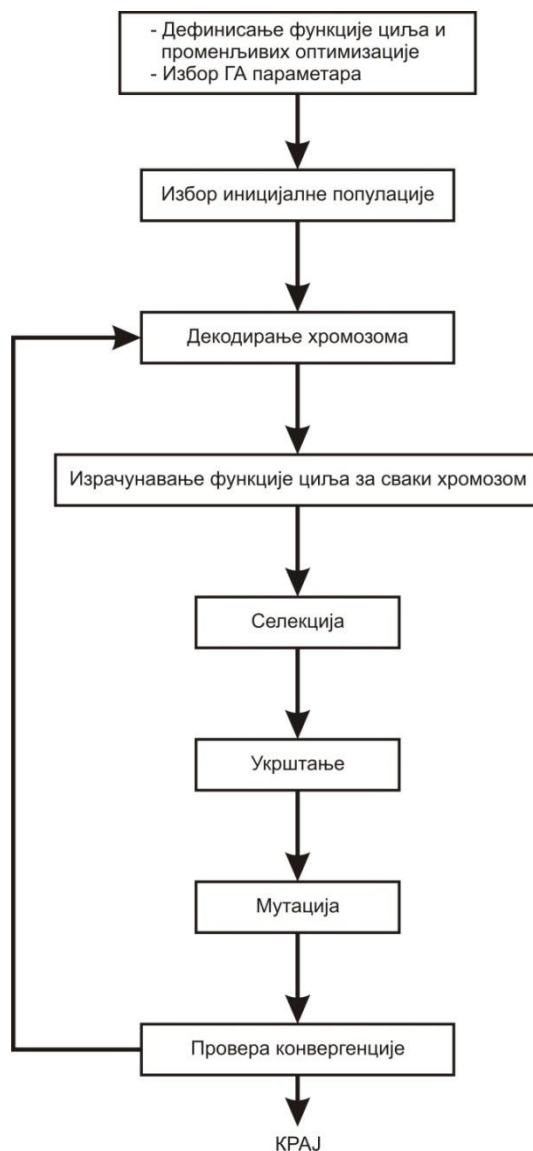 - Дефинисање функције циља и
променљивих оптимизације
- Избор ГА параметара
Избор иницијалне популације
Декодирање хромозома
Израчунавање функције циља за сваки хромозом
Селекција
Укрштање
Мутација
Провера конвергенције
КРАЈ